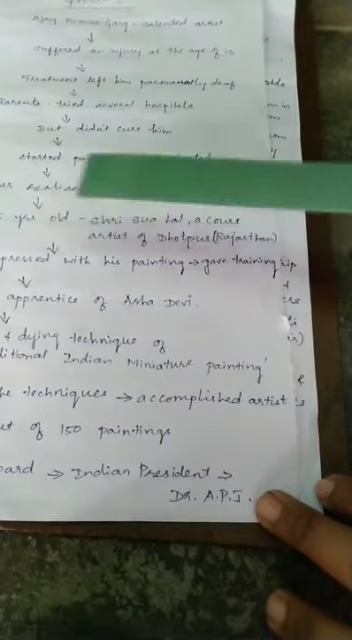 Ajay Kumar Garg - talented artist
↓
suffered an injury at the age of 13
↓
Treatment left him permanently deaf
↓
Parents - tried several hospitals
↓
But didn't cure him
↓
started
↓
↓
yrs old - Shri Sua Lal, a court
artist of Dholpur (Rajasthan)
↓
pressed with his painting → gave training
↓
apprentice of Asha Devi.
↓
& dying technique of
ditional Indian Miniature painting'
he techniques → accomplished artist
ut of 150 paintings
ard → Indian President →
Dr. A.P.J.